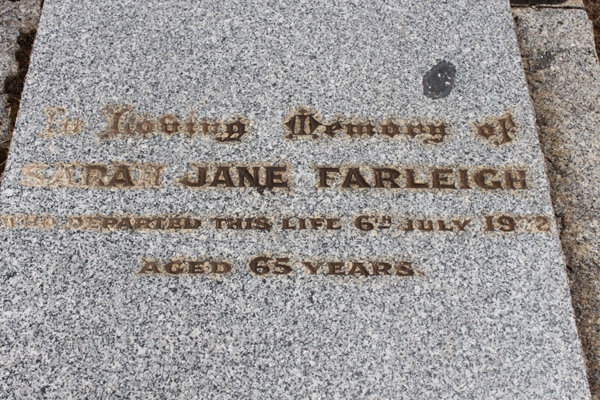 In Loving Memory of
SARAH JANE FARLEIGH
WHO DEPARTED THIS LIFE 6TH JULY
AGED 65 YEARS.